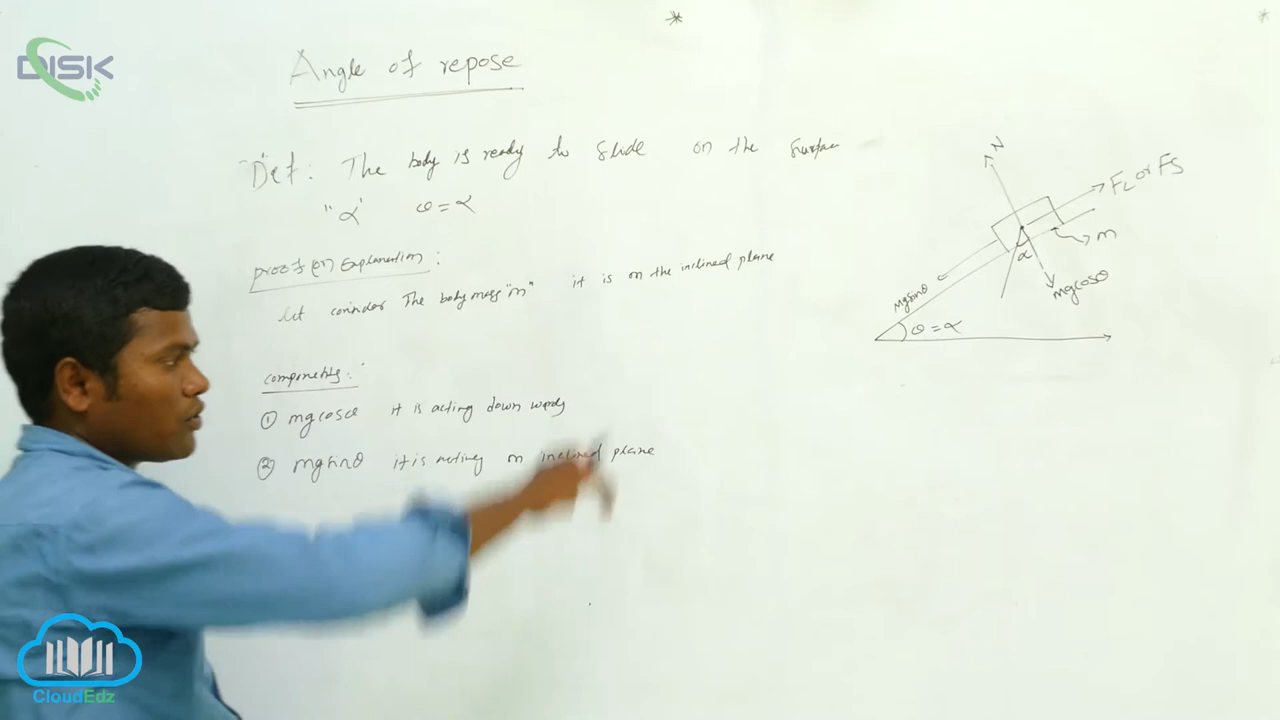 DISK
Angle of repose
Def: The body is ready to slide on the surface
"α" θ = α
proof (or) Explanation:
let consider The body mass "m" it is on the inclined plane
components:
① mgcosθ it is acting down wards
② mgsinθ it is acting on inclined plane
N
FL or FS
m
α
mgcosθ
mgsinθ
θ = α
CloudEdz